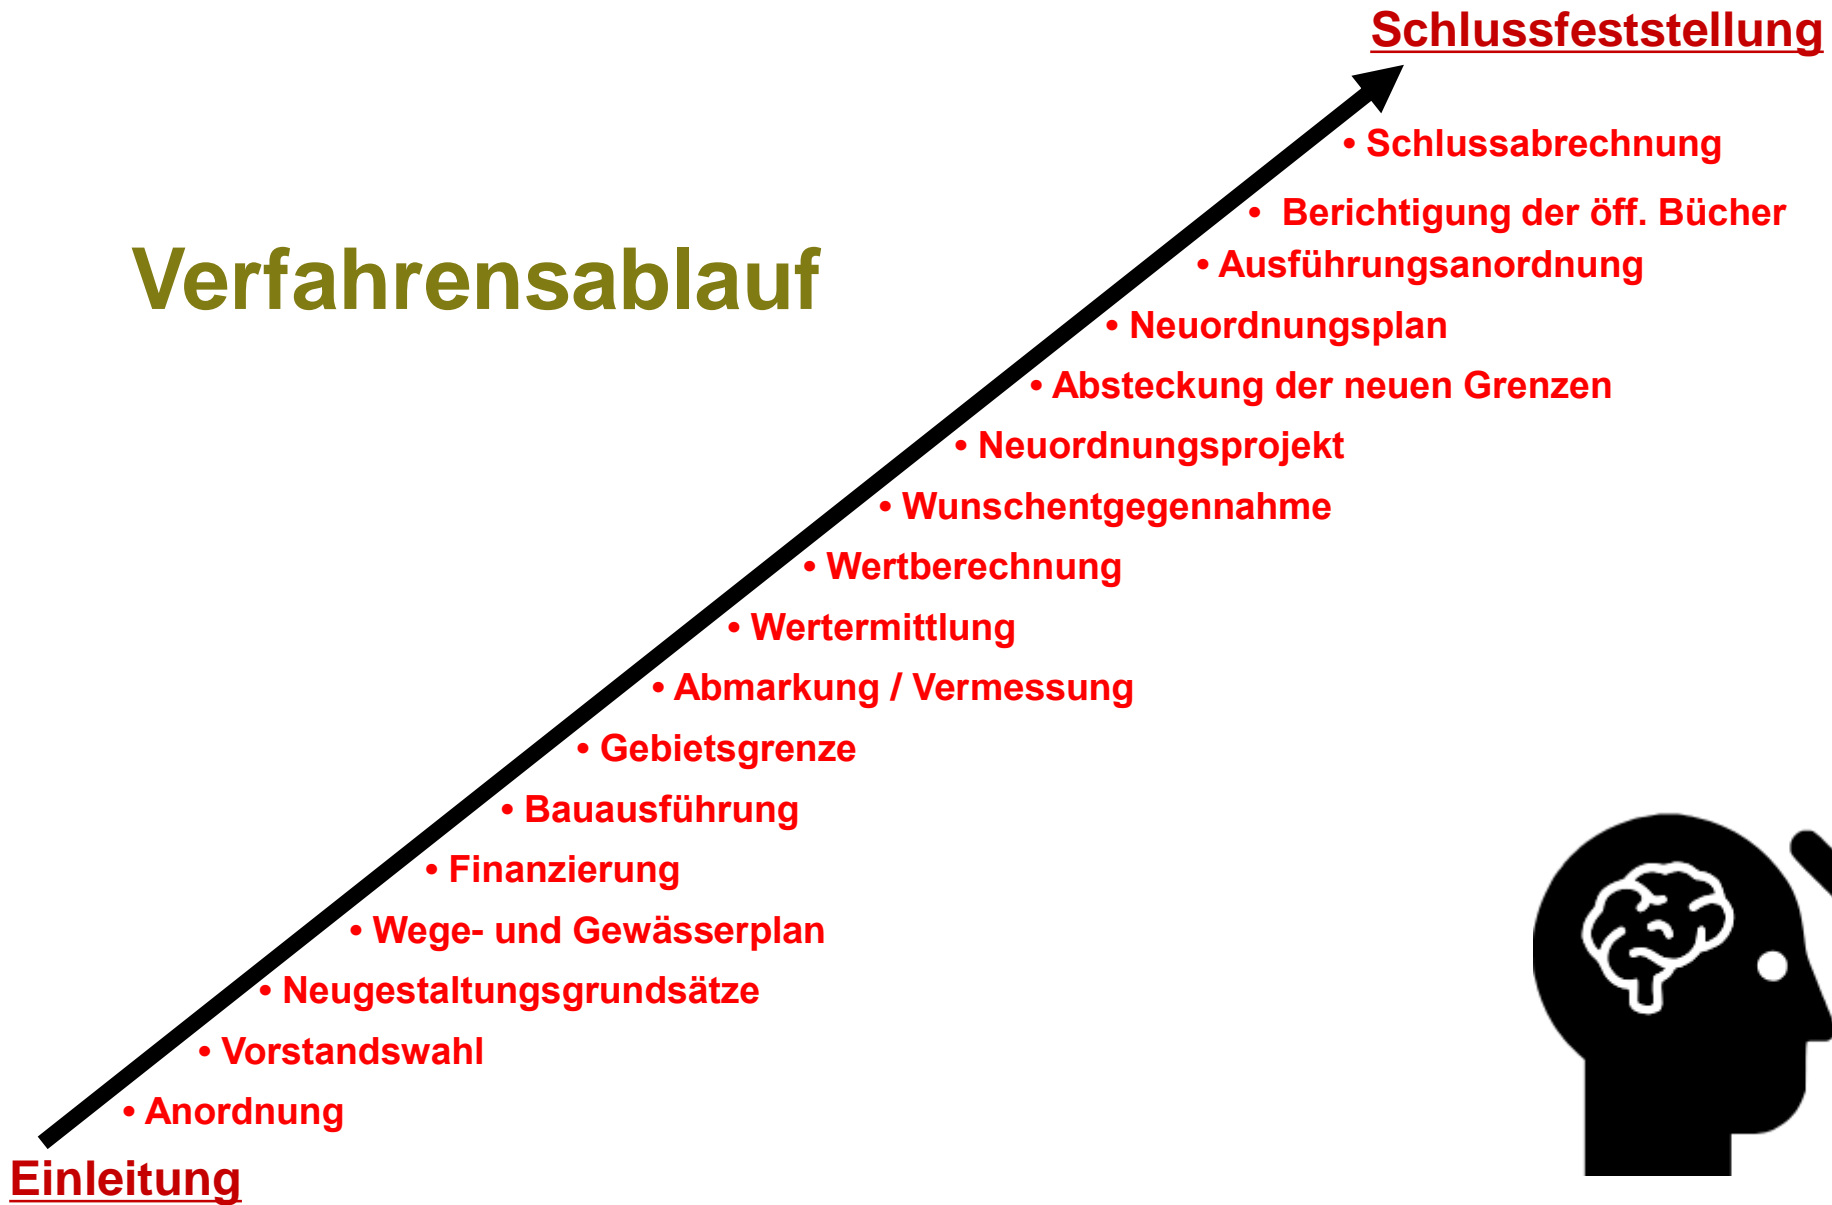 Schlussfeststellung
• Schlussabrechnung
• Berichtigung der öff. Bücher
Verfahrensablauf
• Ausführungsanordnung
• Neuordnungsplan
• Absteckung der neuen Grenzen
• Neuordnungsprojekt
• Wunschentgegennahme
• Wertberechnung
• Wertermittlung
• Abmarkung / Vermessung
• Gebietsgrenze
• Bauausführung
• Finanzierung
• Wege- und Gewässerplan
• Neugestaltungsgrundsätze
• Vorstandswahl
• Anordnung
Einleitung